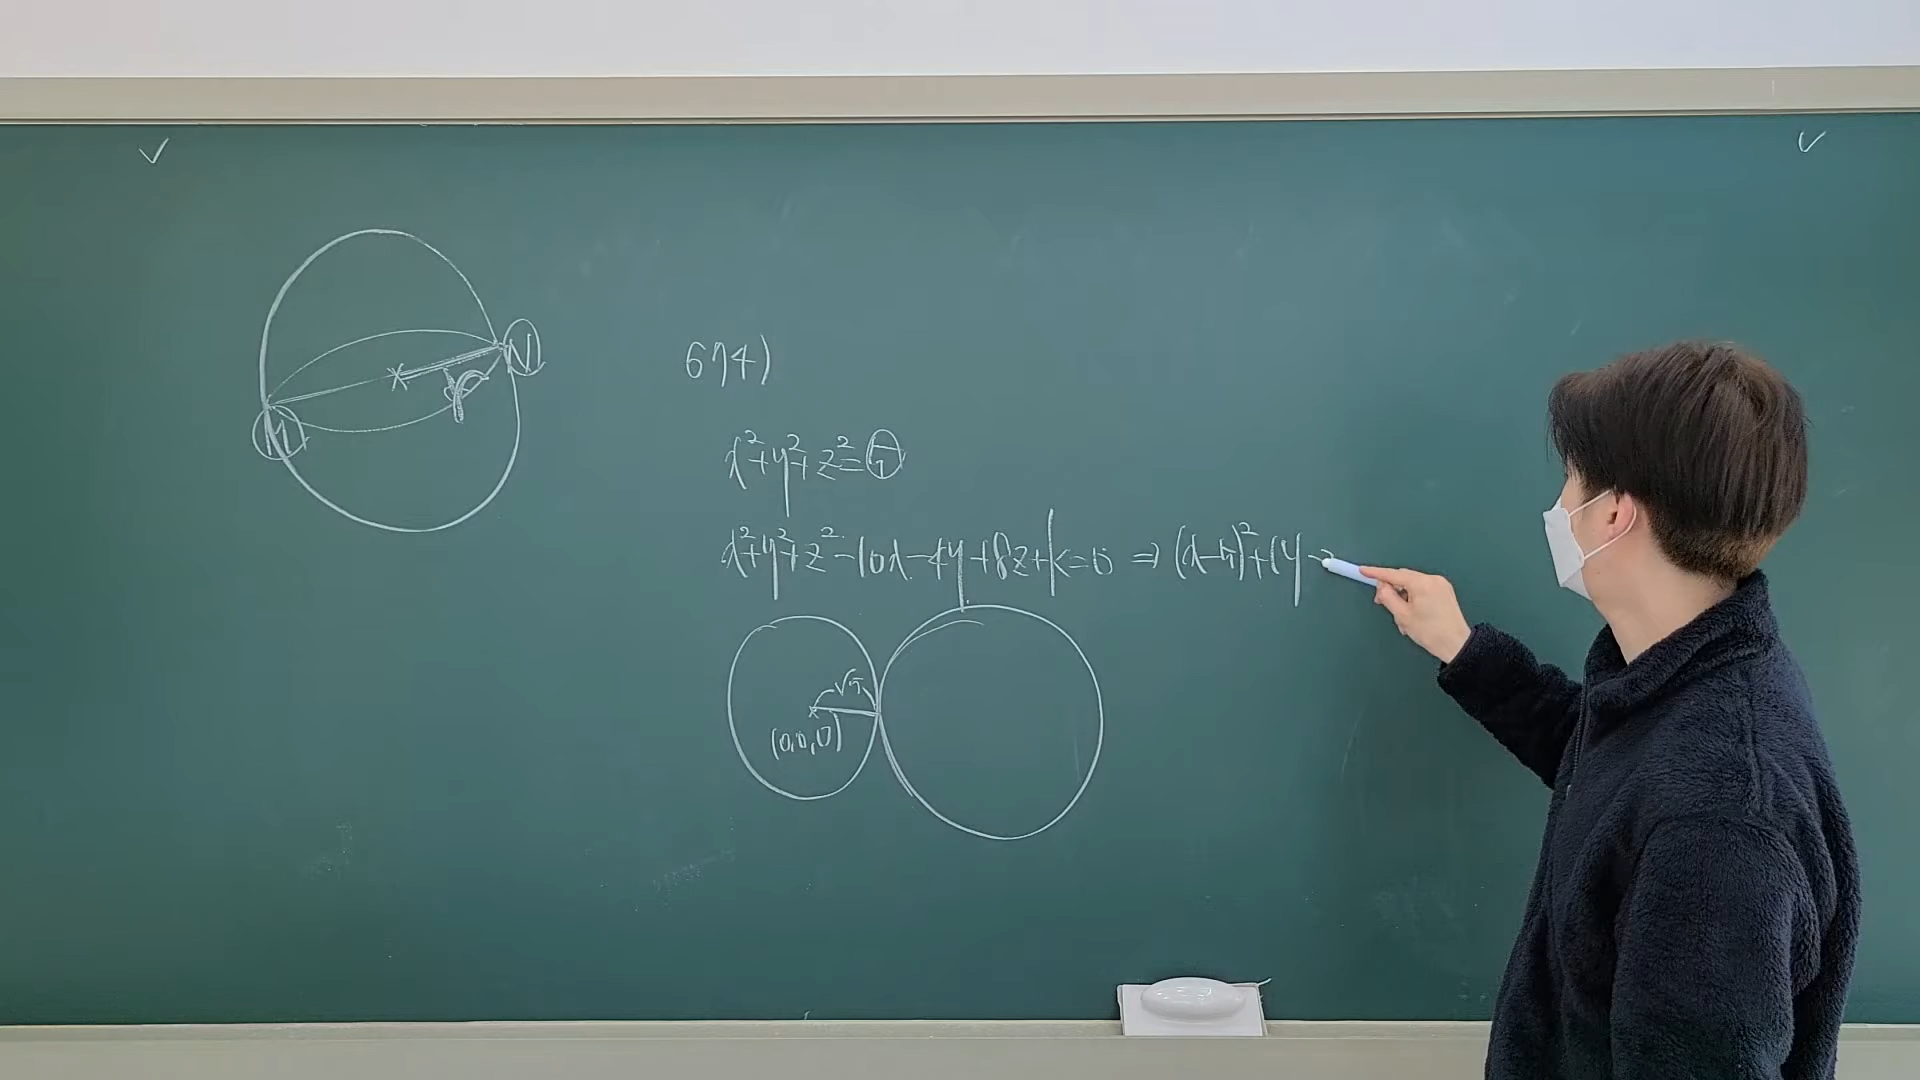 M
N
674)
x²+y²+z²=5
x²+y²+z²-10x-4y+8z+k=0 ⇒ (x-5)²+(y-2
√5
(0,0,0)